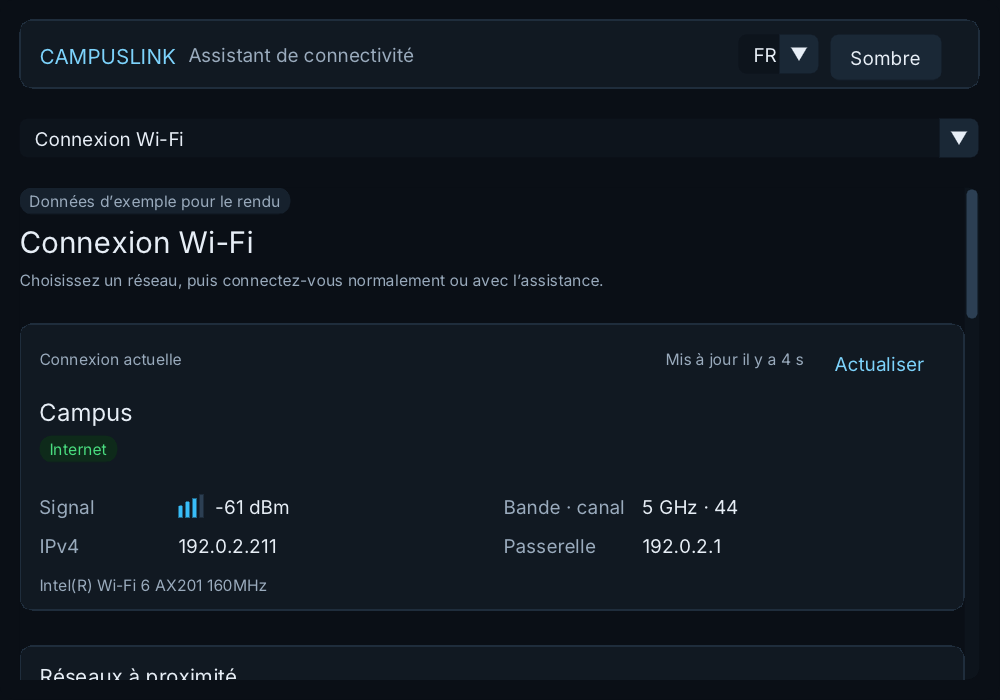 CAMPUSLINK Assistant de connectivité FR ▼ Sombre
Connexion Wi-Fi ▼
Données d’exemple pour le rendu
Connexion Wi-Fi
Choisissez un réseau, puis connectez-vous normalement ou avec l’assistance.
Connexion actuelle Mis à jour il y a 4 s Actualiser
Campus
Internet
Signal -61 dBm Bande · canal 5 GHz · 44
IPv4 192.0.2.211 Passerelle 192.0.2.1
Intel(R) Wi-Fi 6 AX201 160MHz
Réseaux à proximité